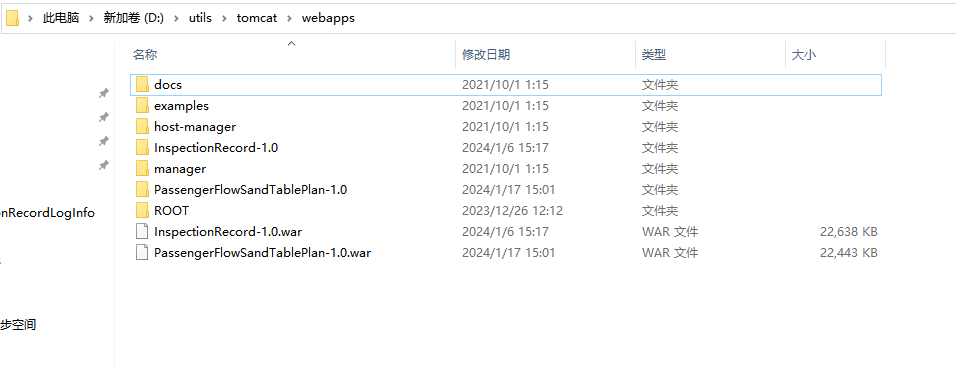 此电脑 > 新加卷 (D:) > utils > tomcat > webapps
名称 修改日期 类型 大小
docs 2021/10/1 1:15 文件夹
examples 2021/10/1 1:15 文件夹
host-manager 2021/10/1 1:15 文件夹
InspectionRecord-1.0 2024/1/6 15:17 文件夹
manager 2021/10/1 1:15 文件夹
PassengerFlowSandTablePlan-1.0 2024/1/17 15:01 文件夹
onRecordLogInfo ROOT 2023/12/26 12:12 文件夹
InspectionRecord-1.0.war 2024/1/6 15:17 WAR 文件 22,638 KB
PassengerFlowSandTablePlan-1.0.war 2024/1/17 15:01 WAR 文件 22,443 KB
步空间